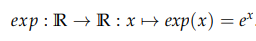 exp : ℝ → ℝ : x ↦ exp(x) = eˣ.